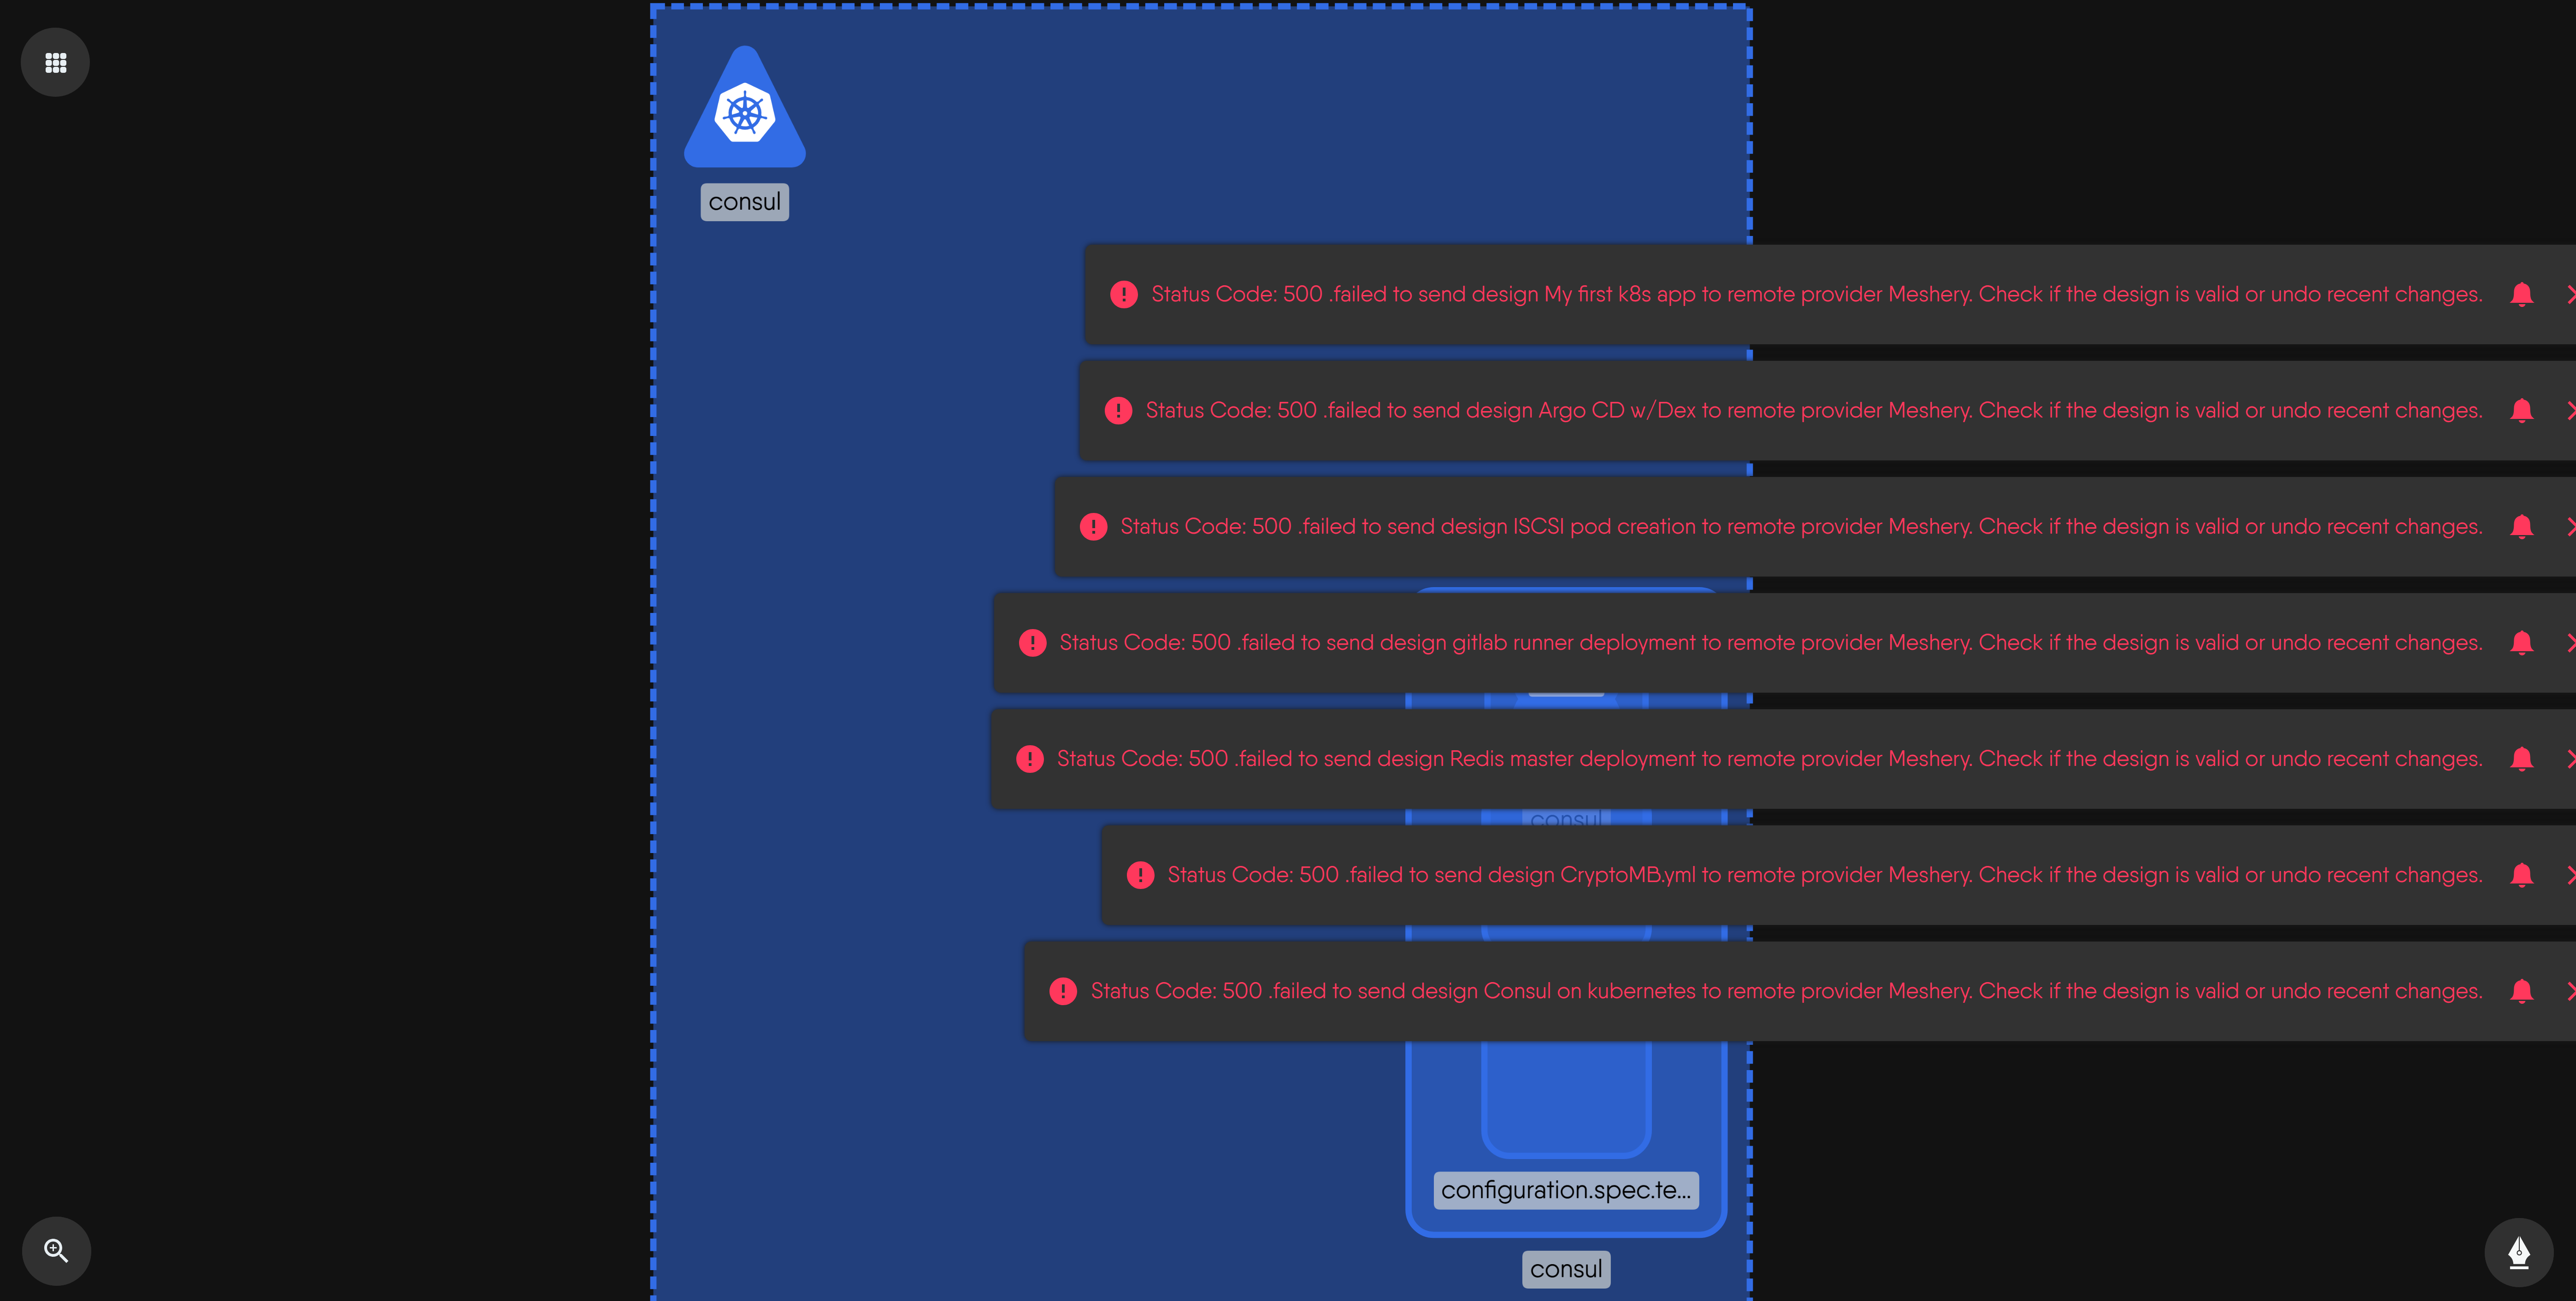 consul
Status Code: 500 .failed to send design My first k8s app to remote provider Meshery. Check if the design is valid or undo recent changes.
Status Code: 500 .failed to send design Argo CD w/Dex to remote provider Meshery. Check if the design is valid or undo recent changes.
Status Code: 500 .failed to send design ISCSI pod creation to remote provider Meshery. Check if the design is valid or undo recent changes.
Status Code: 500 .failed to send design gitlab runner deployment to remote provider Meshery. Check if the design is valid or undo recent changes.
Status Code: 500 .failed to send design Redis master deployment to remote provider Meshery. Check if the design is valid or undo recent changes.
consul
Status Code: 500 .failed to send design CryptoMB.yml to remote provider Meshery. Check if the design is valid or undo recent changes.
Status Code: 500 .failed to send design Consul on kubernetes to remote provider Meshery. Check if the design is valid or undo recent changes.
configuration.spec.te...
consul